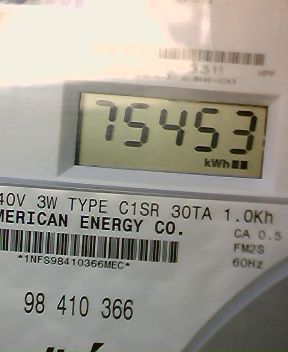 75453
kWh
40V 3W TYPE C1SR 30TA 1.0Kh
MERICAN ENERGY CO.
CA 0.5
*1NFS98410366MEC*
FM2S
60Hz
98 410 366